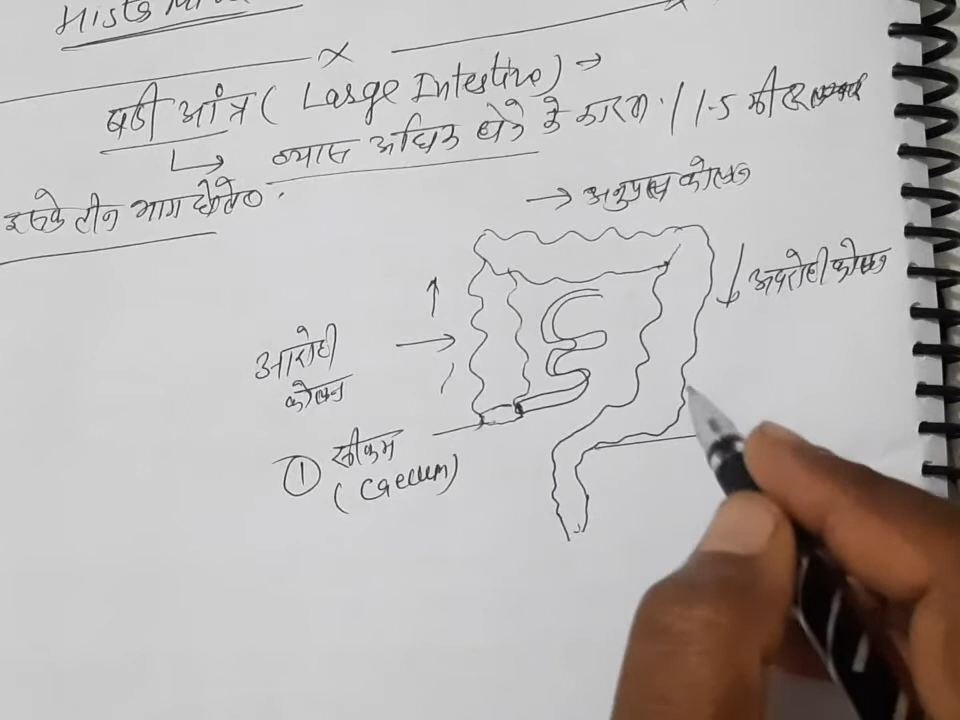 बडी आंत्र ( Large Intestine ) →
↳ व्यास अधिक होने के कारण / 1.5 मीटर
इसके तीन भाग होते है
→ अनुप्रस्थ कोलन
↓ अवरोही कोलन
आरोही →
कोलन
① सीकम
( Caecum )